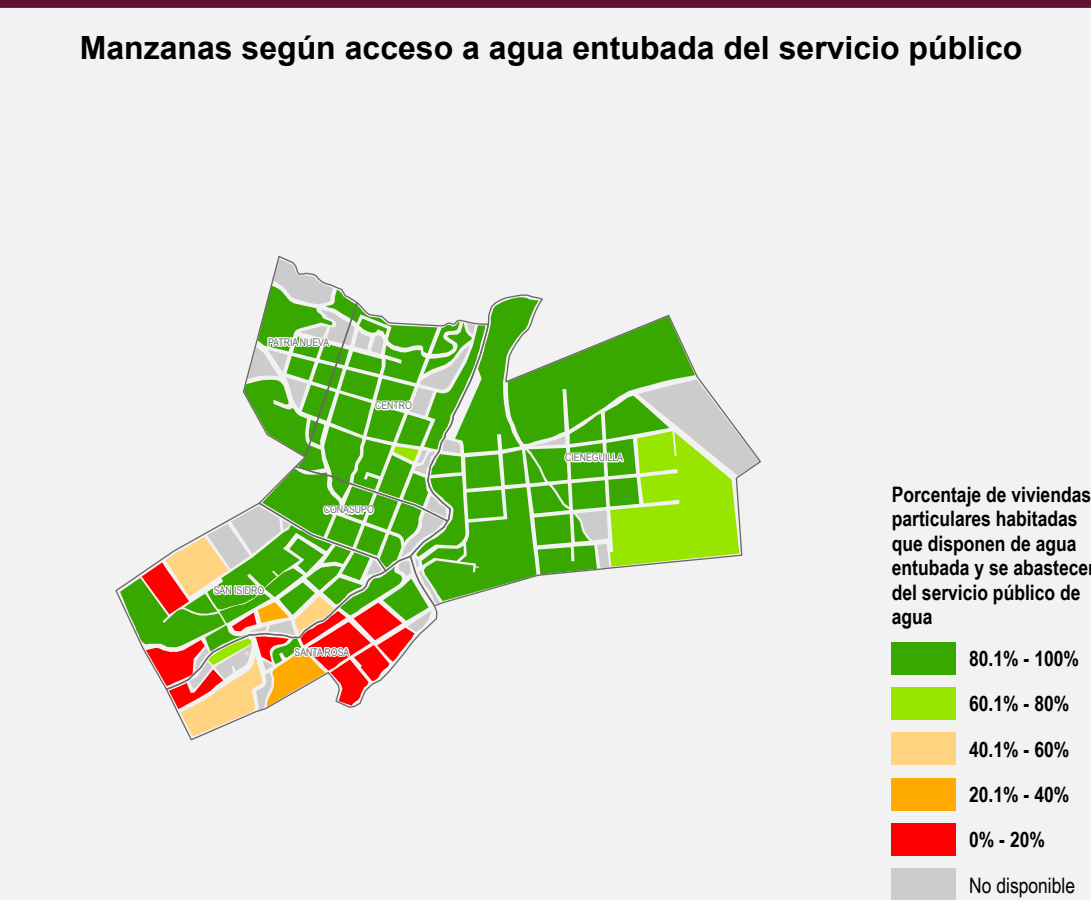 Manzanas según acceso a agua entubada del servicio público
PATRIA NUEVA
CENTRO
CIENEGUILLA
CONASUPO
SAN ISIDRO
SANTA ROSA
Porcentaje de viviendas
particulares habitadas
que disponen de agua
entubada y se abastecen
del servicio público de
agua
80.1% - 100%
60.1% - 80%
40.1% - 60%
20.1% - 40%
0% - 20%
No disponible